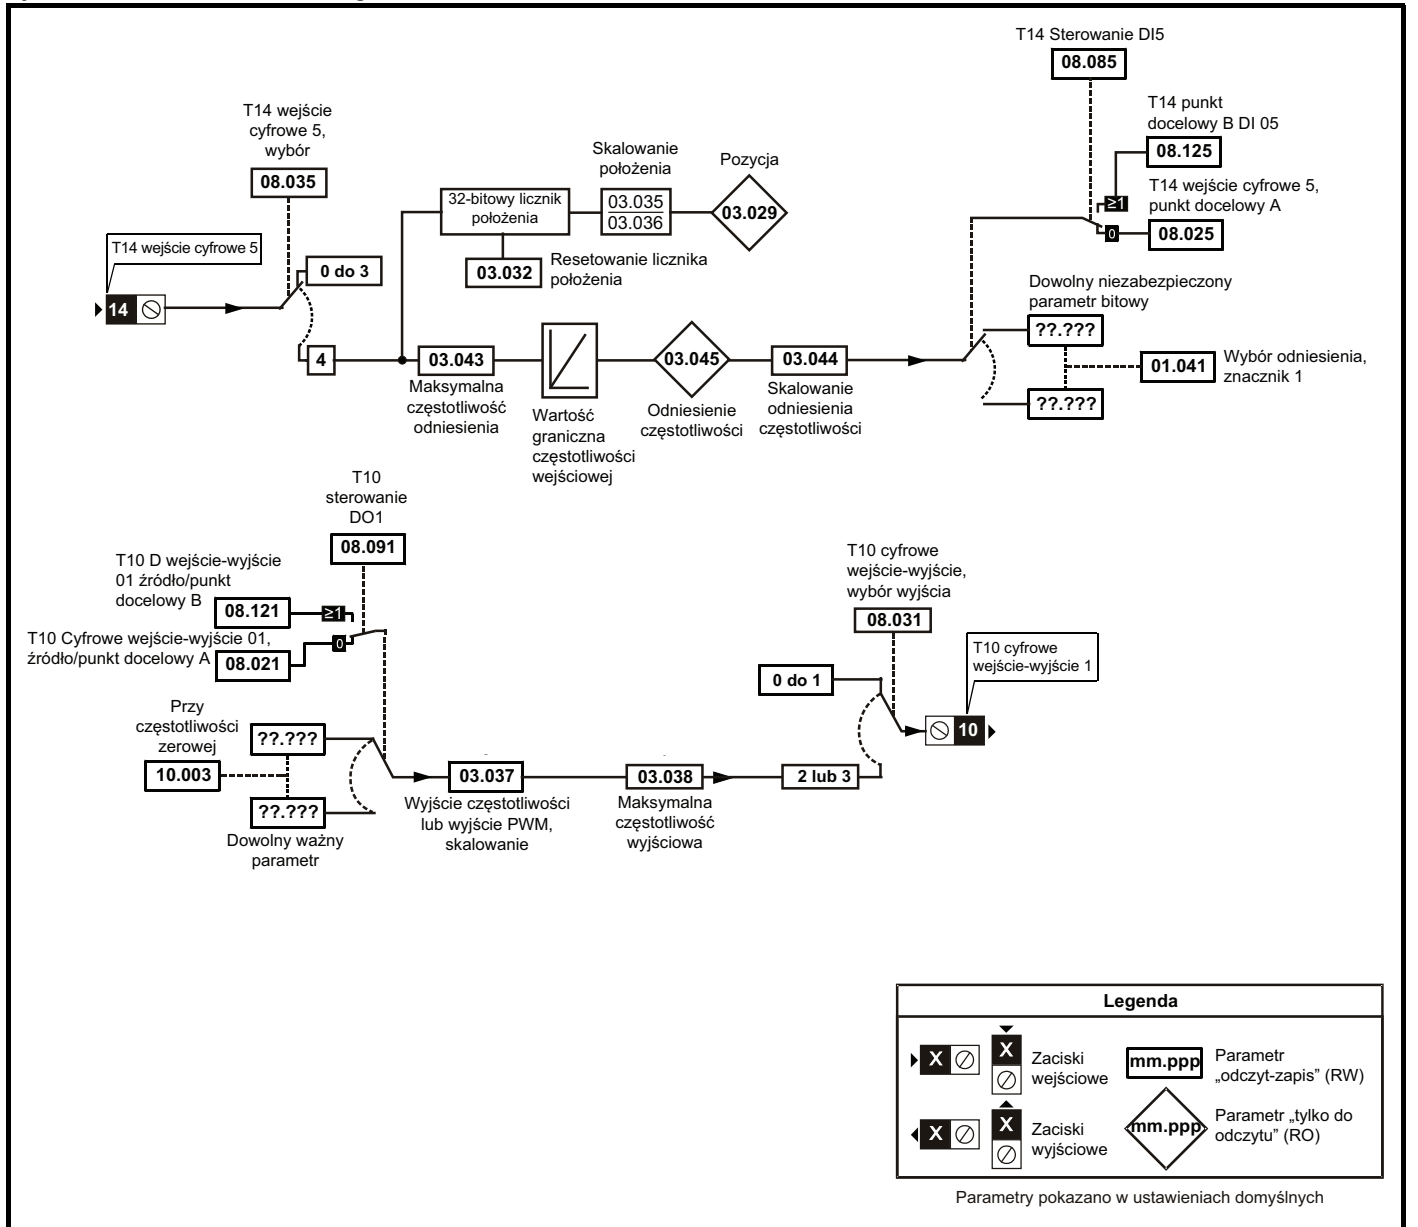 T14 Sterowanie DI5
08.085
T14 wejście
cyfrowe 5,
wybór
08.035
T14 punkt
docelowy B DI 05
08.125
Skalowanie
położenia
Pozycja
32-bitowy licznik
położenia
03.035
03.036
03.029
T14 wejście cyfrowe 5,
punkt docelowy A
≥1
0
08.025
T14 wejście cyfrowe 5
14
0 do 3
03.032
Resetowanie licznika
położenia
Dowolny niezabezpieczony
parametr bitowy
??.???
4
03.043
Maksymalna
częstotliwość
odniesienia
Wartość
graniczna
częstotliwości
wejściowej
03.045
Odniesienie
częstotliwości
03.044
Skalowanie
odniesienia
częstotliwości
01.041
Wybór odniesienia,
znacznik 1
??.???
T10
sterowanie
DO1
08.091
T10 D wejście-wyjście
01 źródło/punkt
docelowy B
08.121
≥1
T10 Cyfrowe wejście-wyjście 01,
źródło/punkt docelowy A
08.021
0
T10 cyfrowe
wejście-wyjście,
wybór wyjścia
08.031
T10 cyfrowe
wejście-wyjście 1
0 do 1
10
Przy
częstotliwości
zerowej
??.???
10.003
??.???
Dowolny ważny
parametr
03.037
Wyjście częstotliwości
lub wyjście PWM,
skalowanie
03.038
Maksymalna
częstotliwość
wyjściowa
2 lub 3
Legenda
X
X
Zaciski
wejściowe
mm.ppp
Parametr
„odczyt-zapis” (RW)
X
X
Zaciski
wyjściowe
mm.ppp
Parametr „tylko do
odczytu” (RO)
Parametry pokazano w ustawieniach domyślnych